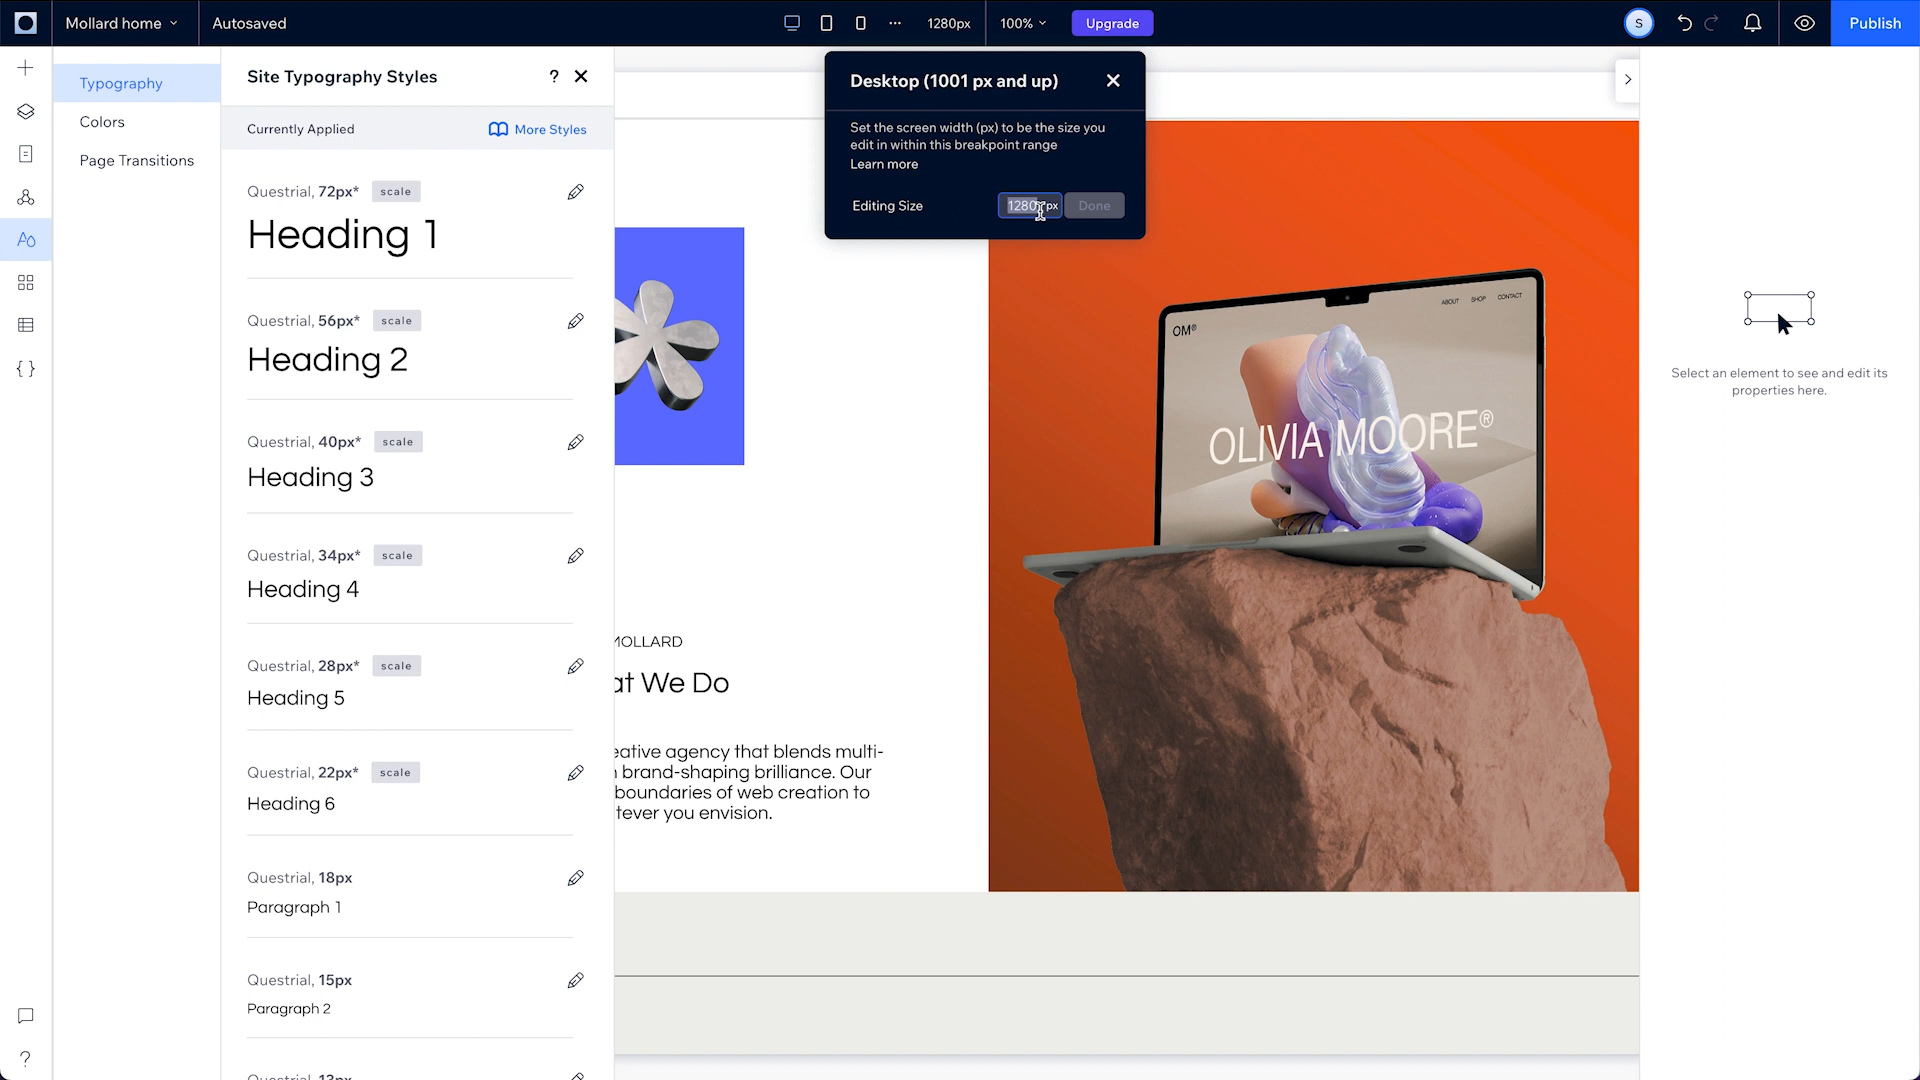 Mollard home
Autosaved
1280px
100%
Upgrade
S
Publish
Typography
Colors
Page Transitions
Site Typography Styles
?
Currently Applied
More Styles
Questrial, 72px* scale
Heading 1
Questrial, 56px* scale
Heading 2
Questrial, 40px* scale
Heading 3
Questrial, 34px* scale
Heading 4
Questrial, 28px* scale
Heading 5
Questrial, 22px* scale
Heading 6
Questrial, 18px
Paragraph 1
Questrial, 15px
Paragraph 2
Questrial, 13px
Desktop (1001 px and up)
Set the screen width (px) to be the size you
edit in within this breakpoint range
Learn more
Editing Size
1280 px
Done
MOLLARD
at We Do
eative agency that blends multi-
brand-shaping brilliance. Our
boundaries of web creation to
tever you envision.
OM®
ABOUT SHOP CONTACT
OLIVIA MOORE®
Select an element to see and edit its
properties here.
?